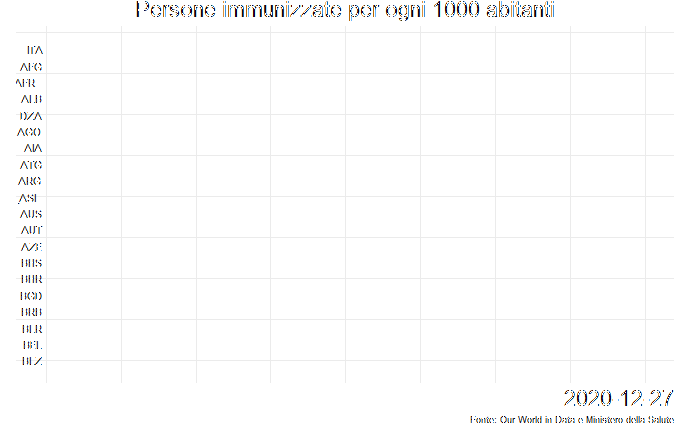 Persone immunizzate per ogni 1000 abitanti
ITA
AFG
AFR
ALB
DZA
AGO
AIA
ATG
ARG
ASE
AUS
AUT
AZE
BHS
BHR
BGD
BRB
BLR
BEL
BLZ
2020 12 27
Fonte: Our World in Data e Ministero della Salute